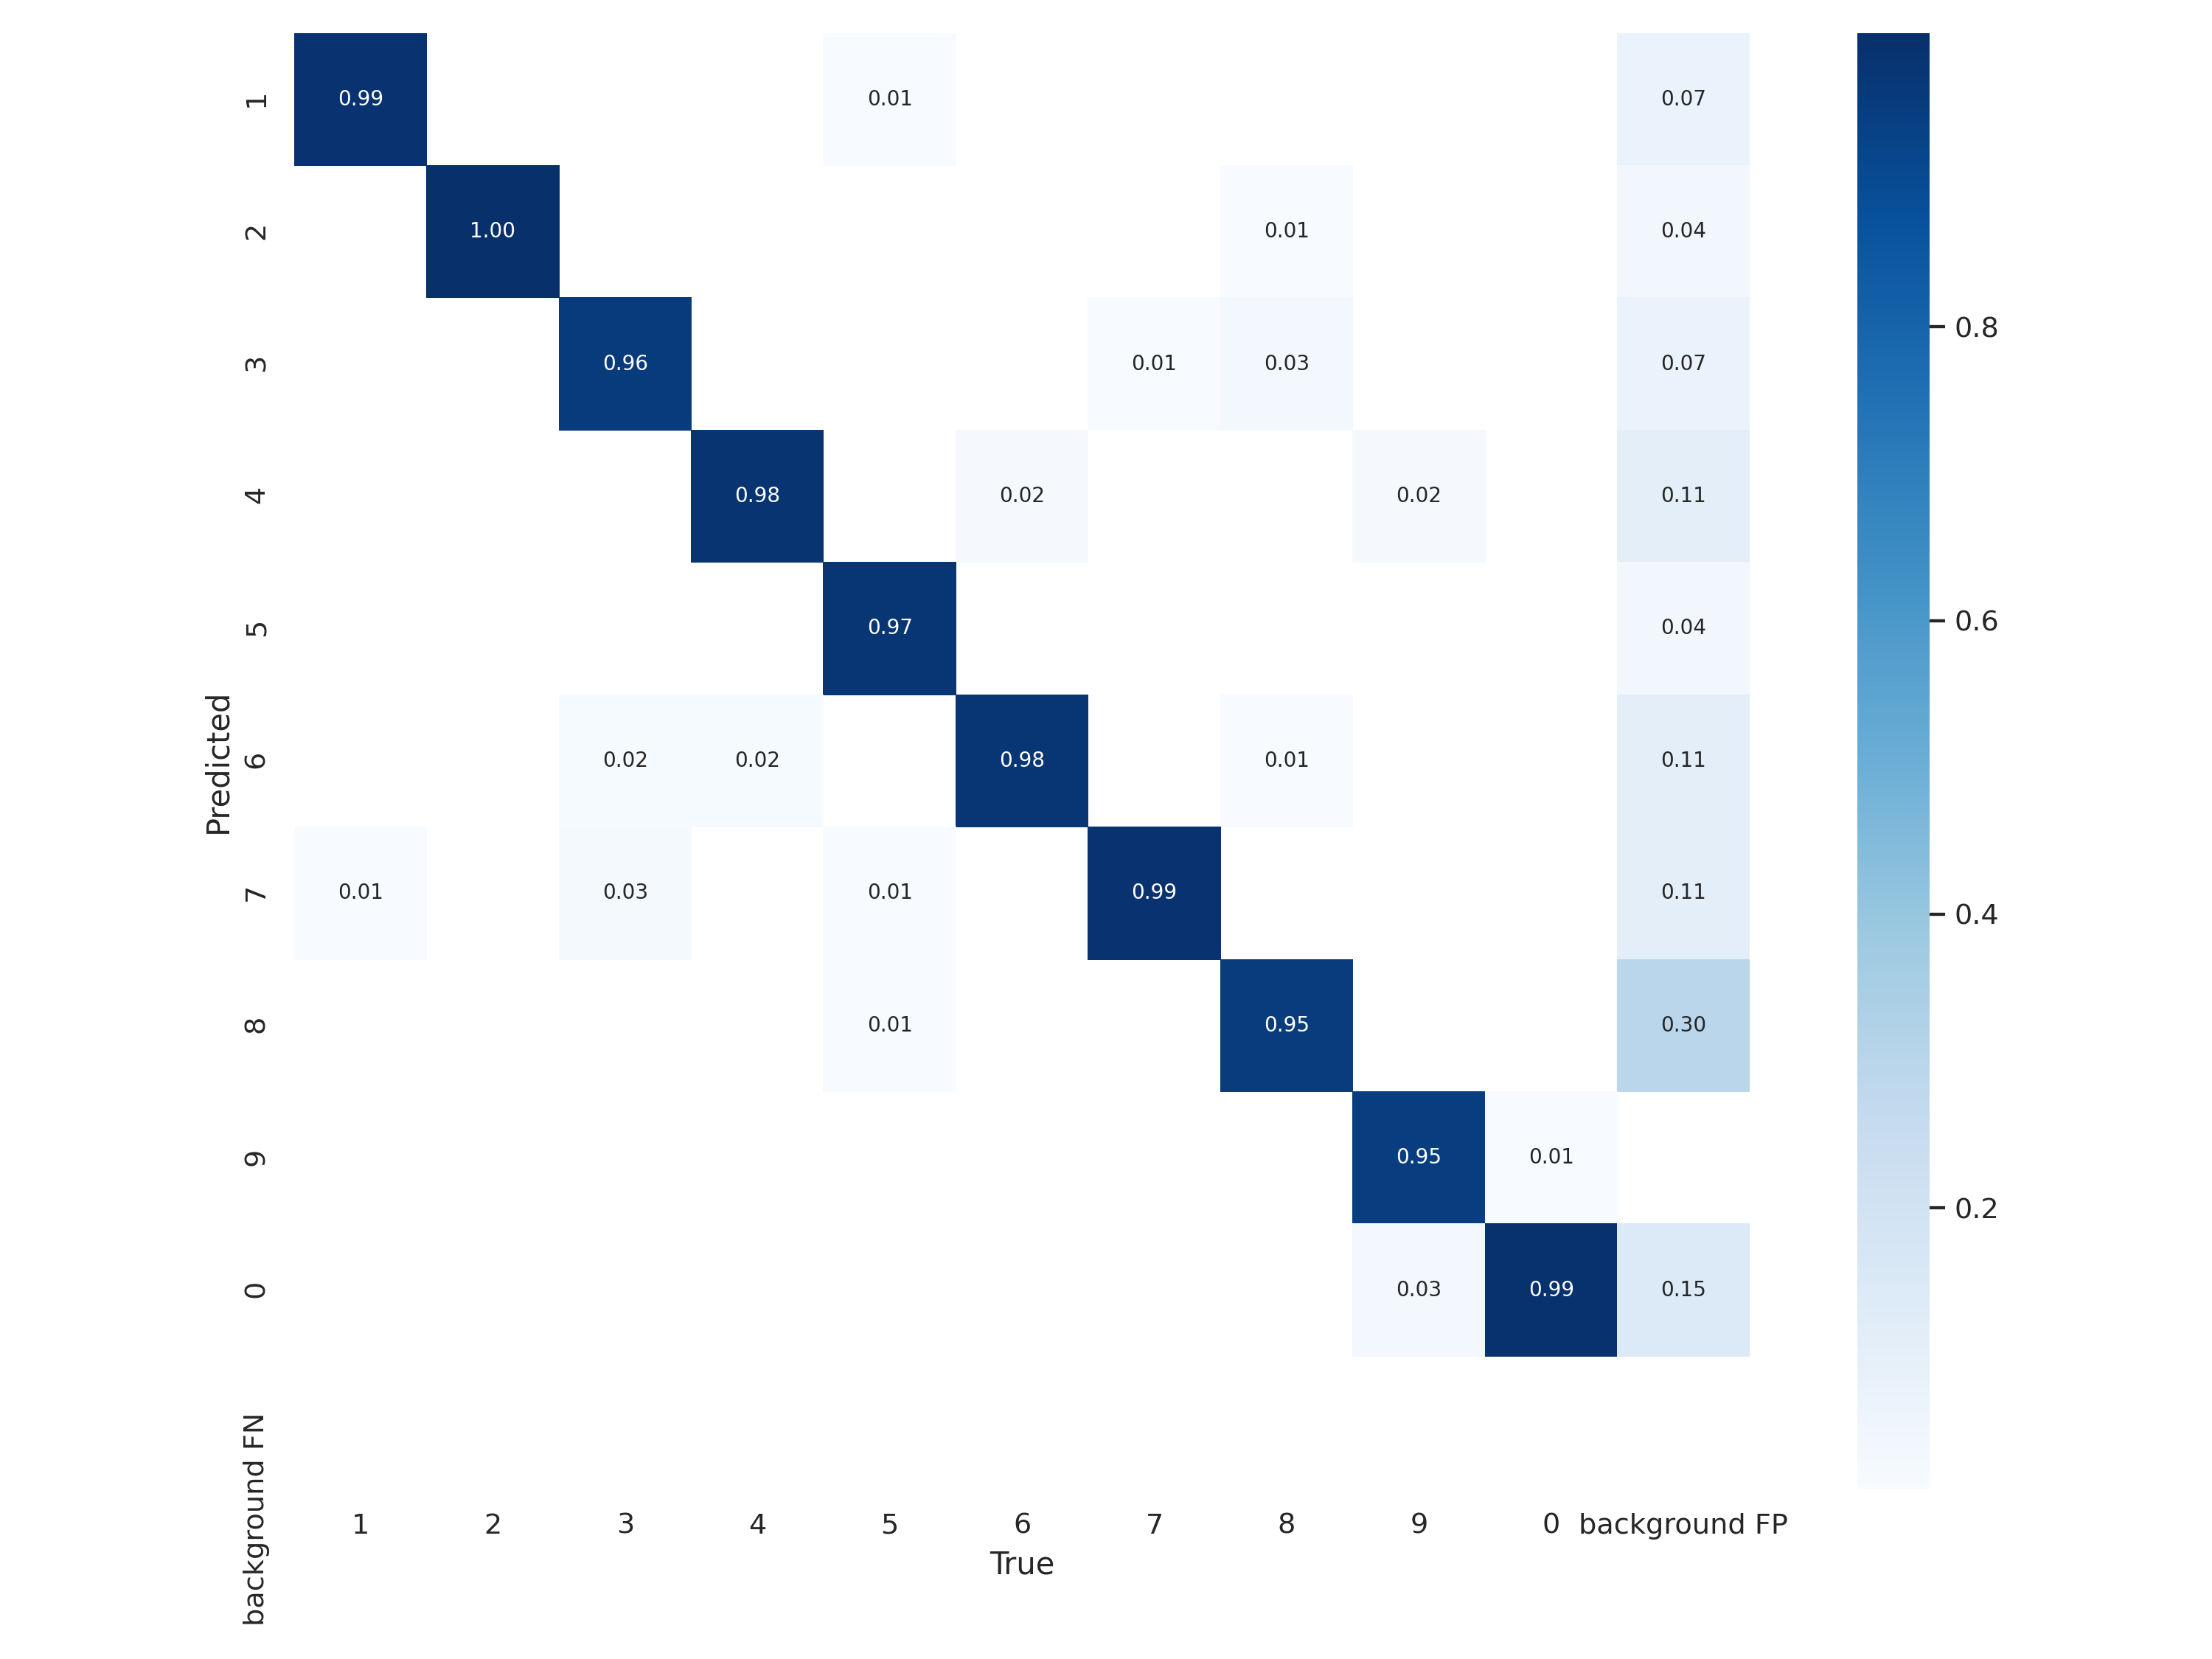 1 0.99 0.01 0.07
2 1.00 0.01 0.04
3 0.96 0.01 0.03 0.07
0.8
4 0.98 0.02 0.02 0.11
5 0.97 0.04
0.6
Predicted
6 0.02 0.02 0.98 0.01 0.11
7 0.01 0.03 0.01 0.99 0.11
0.4
8 0.01 0.95 0.30
9 0.95 0.01
0.2
0 0.03 0.99 0.15
background FN
1 2 3 4 5 6 7 8 9 0 background FP
True